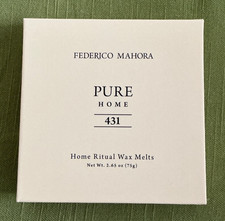 FEDERICO MAHORA
PURE
HOME
431
Home Ritual Wax Melts
Net Wt. 2.65 oz (75g)